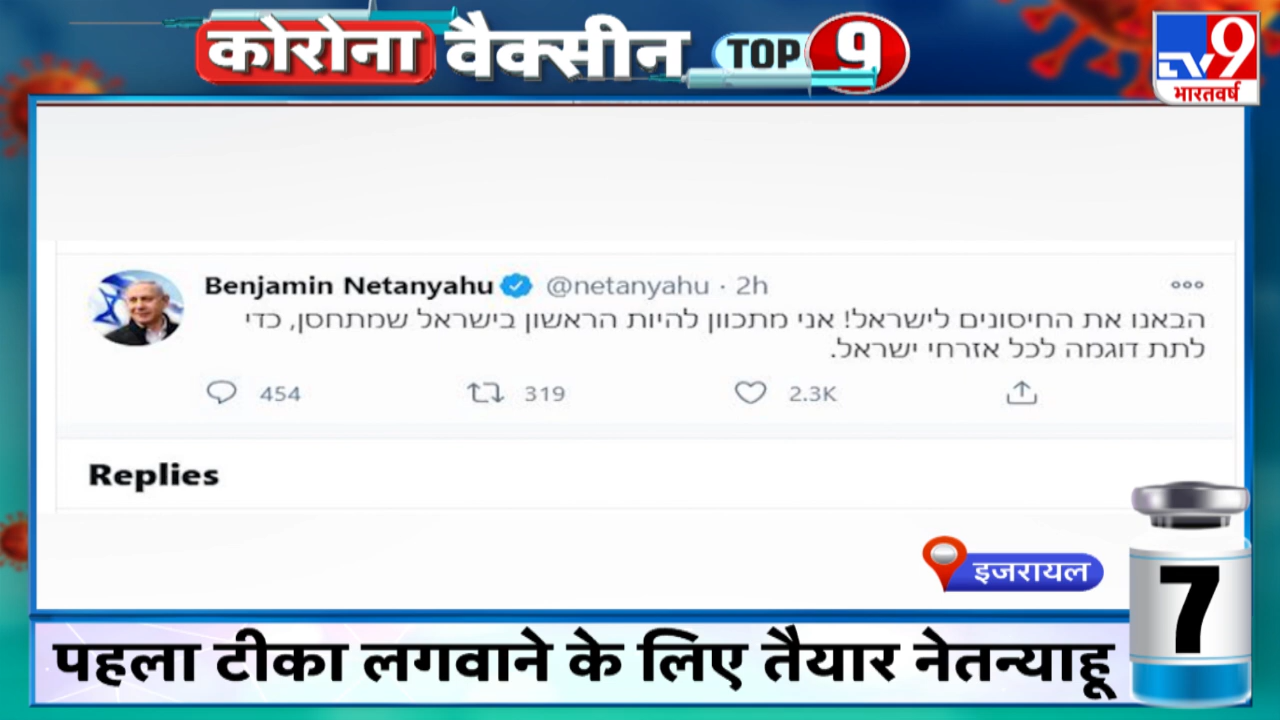 कोरोना वैक्सीन TOP 9
TV9
भारतवर्ष
Benjamin Netanyahu @netanyahu · 2h
הבאנו את החיסונים לישראל! אני מתכוון להיות הראשון בישראל שמתחסן, כדי
לתת דוגמה לכל אזרחי ישראל.
454 319 2.3K
Replies
इजरायल
7
पहला टीका लगवाने के लिए तैयार नेतन्याहू